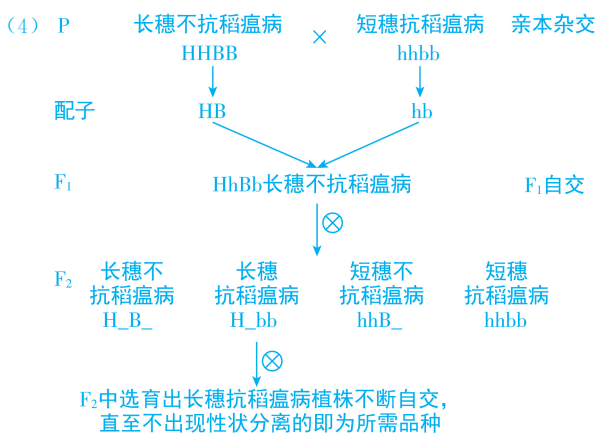 （4） P 长穗不抗稻瘟病 × 短穗抗稻瘟病 亲本杂交
HHBB hhbb
配子 HB hb
F₁ HhBb长穗不抗稻瘟病 F₁自交
⊗
长穗不 长穗 短穗不 短穗
F₂ 抗稻瘟病 抗稻瘟病 抗稻瘟病 抗稻瘟病
H_B_ H_bb hhB_ hhbb
⊗
F₂中选育出长穗抗稻瘟病植株不断自交，
直至不出现性状分离的即为所需品种